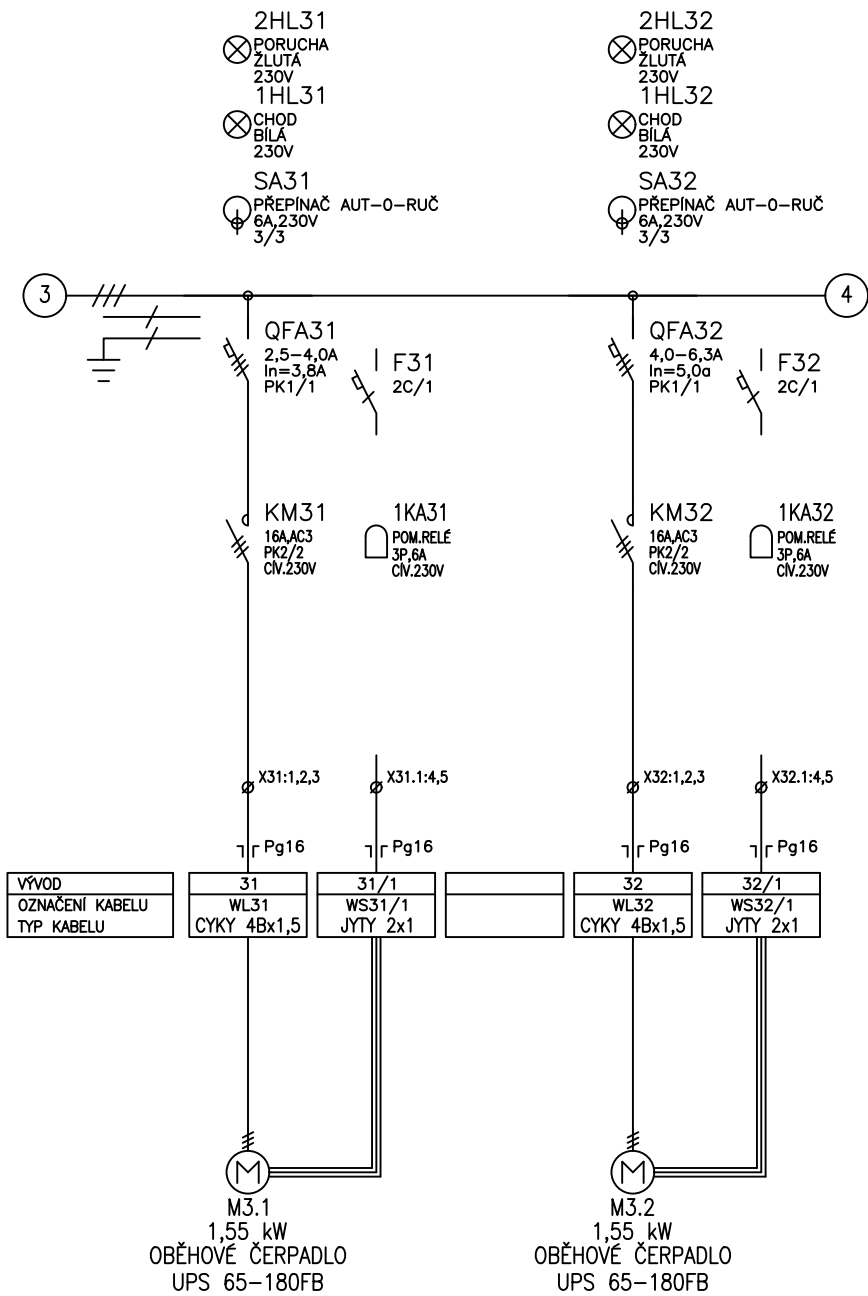 2HL31
PORUCHA
ŽLUTÁ
230V
1HL31
CHOD
BÍLÁ
230V
SA31
PŘEPÍNAČ AUT-0-RUČ
6A,230V
3/3
2HL32
PORUCHA
ŽLUTÁ
230V
1HL32
CHOD
BÍLÁ
230V
SA32
PŘEPÍNAČ AUT-0-RUČ
6A,230V
3/3
3
4
QFA31
2,5-4,0A
In=3,8A
PK1/1
F31
2C/1
QFA32
4,0-6,3A
In=5,0a
PK1/1
F32
2C/1
KM31
16A,AC3
PK2/2
CÍV.230V
1KA31
POM.RELÉ
3P,6A
CÍV.230V
KM32
16A,AC3
PK2/2
CÍV.230V
1KA32
POM.RELÉ
3P,6A
CÍV.230V
X31:1,2,3
X31.1:4,5
X32:1,2,3
X32.1:4,5
Pg16
Pg16
Pg16
Pg16
VÝVOD 31 31/1 32 32/1
OZNAČENÍ KABELU WL31 WS31/1 WL32 WS32/1
TYP KABELU CYKY 4Bx1,5 JYTY 2x1 CYKY 4Bx1,5 JYTY 2x1
M
M3.1
1,55 kW
OBĚHOVÉ ČERPADLO
UPS 65-180FB
M
M3.2
1,55 kW
OBĚHOVÉ ČERPADLO
UPS 65-180FB